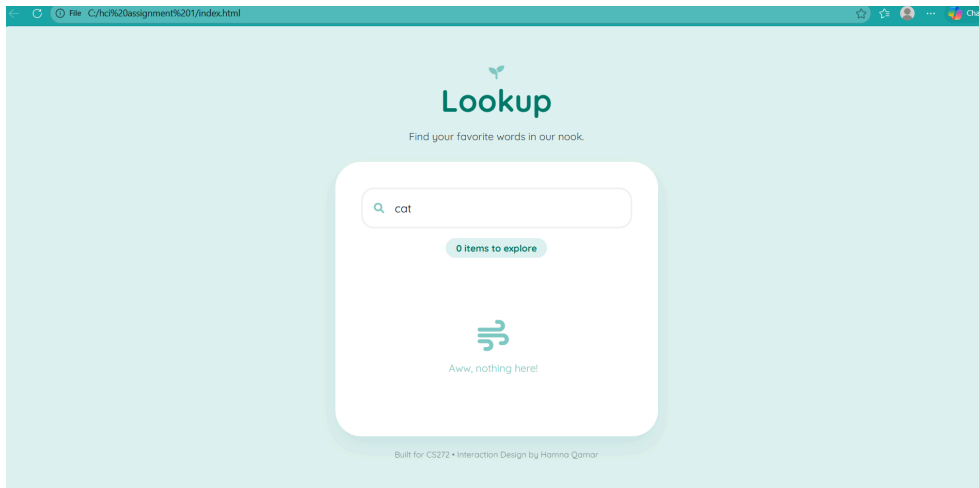 File C:/hci%20assignment%201/index.html
Cha
Lookup
Find your favorite words in our nook.
cat
0 items to explore
Aww, nothing here!
Built for CS272 • Interaction Design by Hamna Qamar